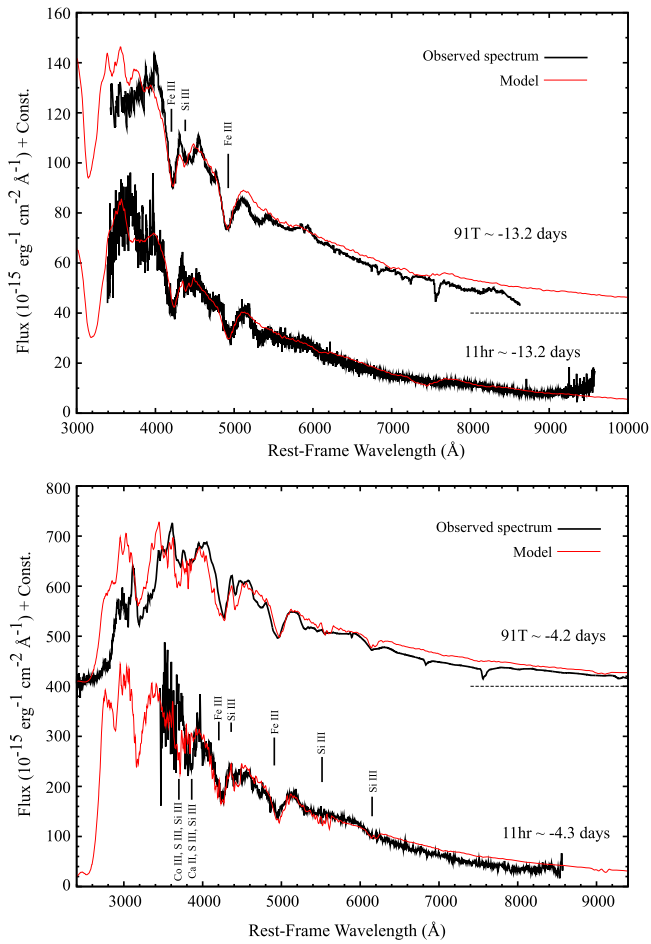 160
140
120
100
80
60
40
20
0
Flux (10-15 erg-1 cm-2 Å-1) + Const.
Observed spectrum
Model
Fe III
Si III
Fe III
91T ~ -13.2 days
11hr ~ -13.2 days
3000 4000 5000 6000 7000 8000 9000 10000
Rest-Frame Wavelength (Å)
800
700
600
500
400
300
200
100
0
Flux (10-15 erg-1 cm-2 Å-1) + Const.
Observed spectrum
Model
91T ~ -4.2 days
Fe III
Si III
Fe III
Si III
Si III
Co III, S III, Si III
Ca II, S III, Si III
11hr ~ -4.3 days
3000 4000 5000 6000 7000 8000 9000
Rest-Frame Wavelength (Å)